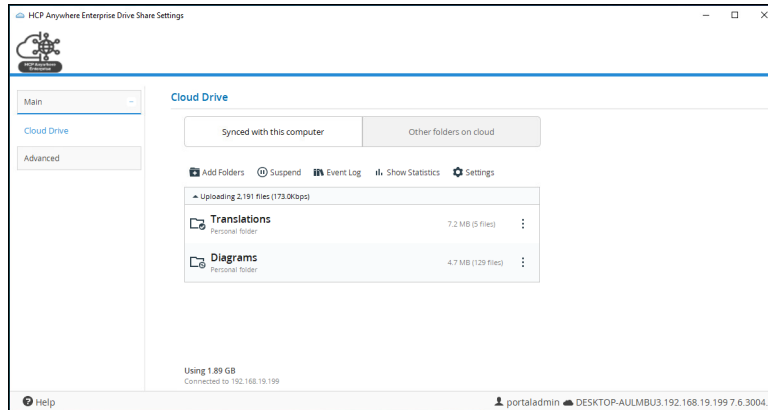 HCP Anywhere Enterprise Drive Share Settings
HCP Anywhere
Enterprise
Main
Cloud Drive
Advanced
Cloud Drive
Synced with this computer
Other folders on cloud
Add Folders
Suspend
Event Log
Show Statistics
Settings
Uploading 2,191 files (173.0Kbps)
Translations
Personal folder
7.2 MB (5 files)
Diagrams
Personal folder
4.7 MB (129 files)
Using 1.89 GB
Connected to 192.168.19.199
Help
portaladmin
DESKTOP-AULMBU3.192.168.19.199 7.6.3004.